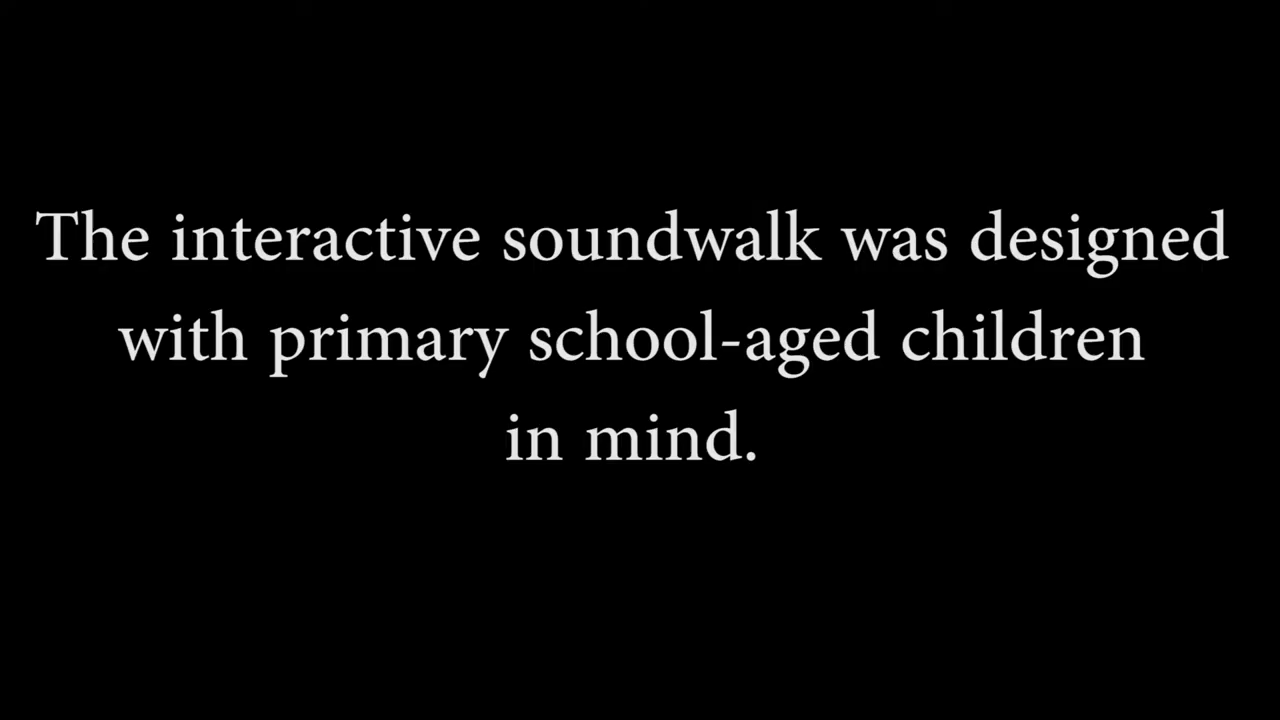 The interactive soundwalk was designed
with primary school-aged children
in mind.